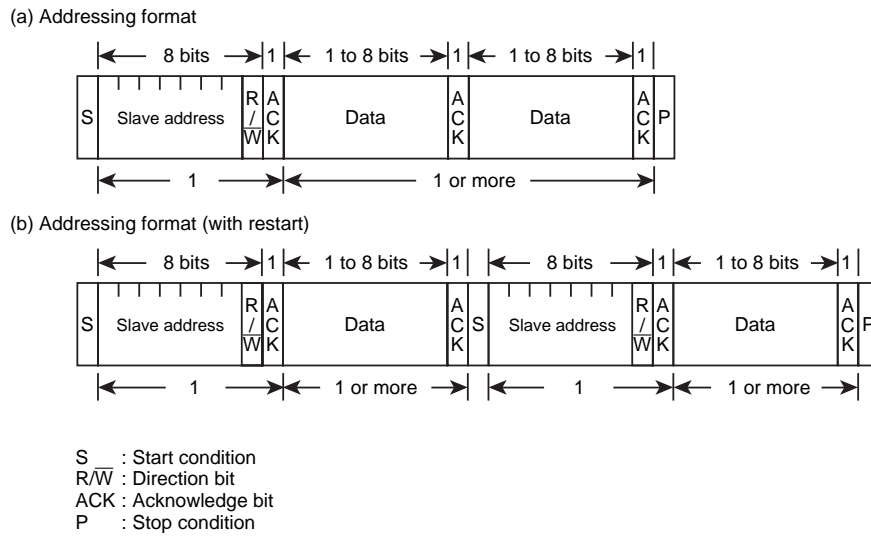 (a) Addressing format
8 bits 1 1 to 8 bits 1 1 to 8 bits 1
S Slave address R/W̅ ACK Data ACK Data ACK P
1 1 or more
(b) Addressing format (with restart)
8 bits 1 1 to 8 bits 1 8 bits 1 1 to 8 bits 1
S Slave address R/W̅ ACK Data ACK S Slave address R/W̅ ACK Data ACK P
1 1 or more 1 1 or more
S : Start condition
R/W̅ : Direction bit
ACK : Acknowledge bit
P : Stop condition